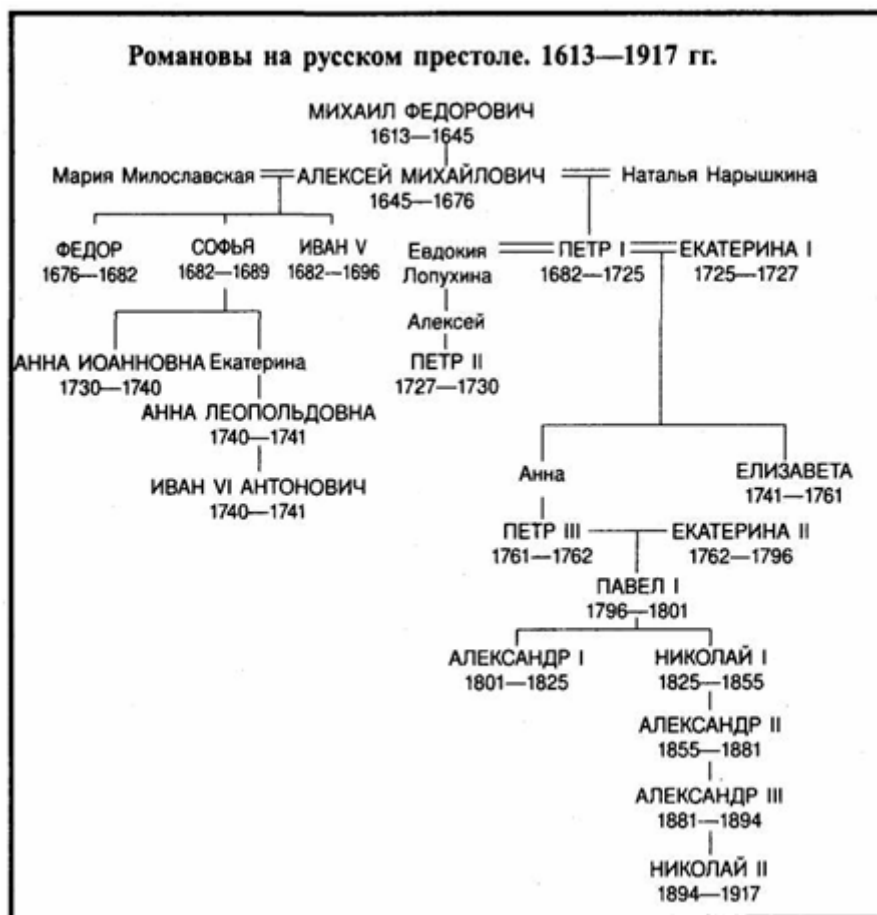 Романовы на русском престоле. 1613—1917 гг.
МИХАИЛ ФЕДОРОВИЧ
1613—1645
Мария Милославская АЛЕКСЕЙ МИХАЙЛОВИЧ Наталья Нарышкина
1645—1676
ФЕДОР СОФЬЯ ИВАН V Евдокия ПЕТР I ЕКАТЕРИНА I
1676—1682 1682—1689 1682—1696 Лопухина 1682—1725 1725—1727
Алексей
АННА ИОАННОВНА Екатерина ПЕТР II
1730—1740 1727—1730
АННА ЛЕОПОЛЬДОВНА
1740—1741
Анна ЕЛИЗАВЕТА
ИВАН VI АНТОНОВИЧ 1741—1761
1740—1741
ПЕТР III ЕКАТЕРИНА II
1761—1762 1762—1796
ПАВЕЛ I
1796—1801
АЛЕКСАНДР I НИКОЛАЙ I
1801—1825 1825—1855
АЛЕКСАНДР II
1855—1881
АЛЕКСАНДР III
1881—1894
НИКОЛАЙ II
1894—1917